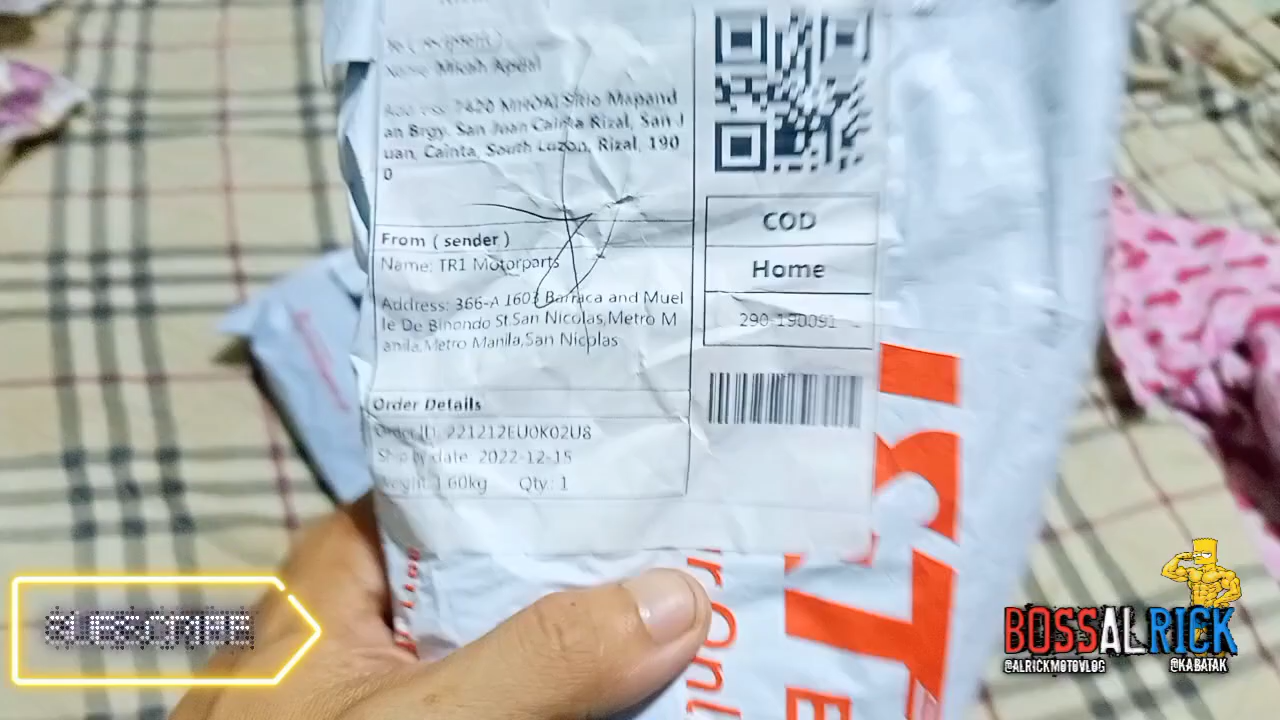 Name: Micah Apdal
Address: 7420 MHOAI Sitio Mapand
an Brgy. San Juan Cainta Rizal, San J
uan, Cainta, South Luzon, Rizal, 190
0
From ( sender )
Name: TR1 Motorparts
Address: 366-A 1603 Barraca and Muel
le De Binondo St.San Nicolas,Metro M
anila,Metro Manila,San Nicolas
Order Details
Order ID: 221212EU0K02U8
Ship by date: 2022-12-15
Weight: 1.60kg Qty.: 1
COD
Home
290-190091
SUBSCRIBE
BOSSALRICK
@ALRICKMOTOVLOG
@KABATAK